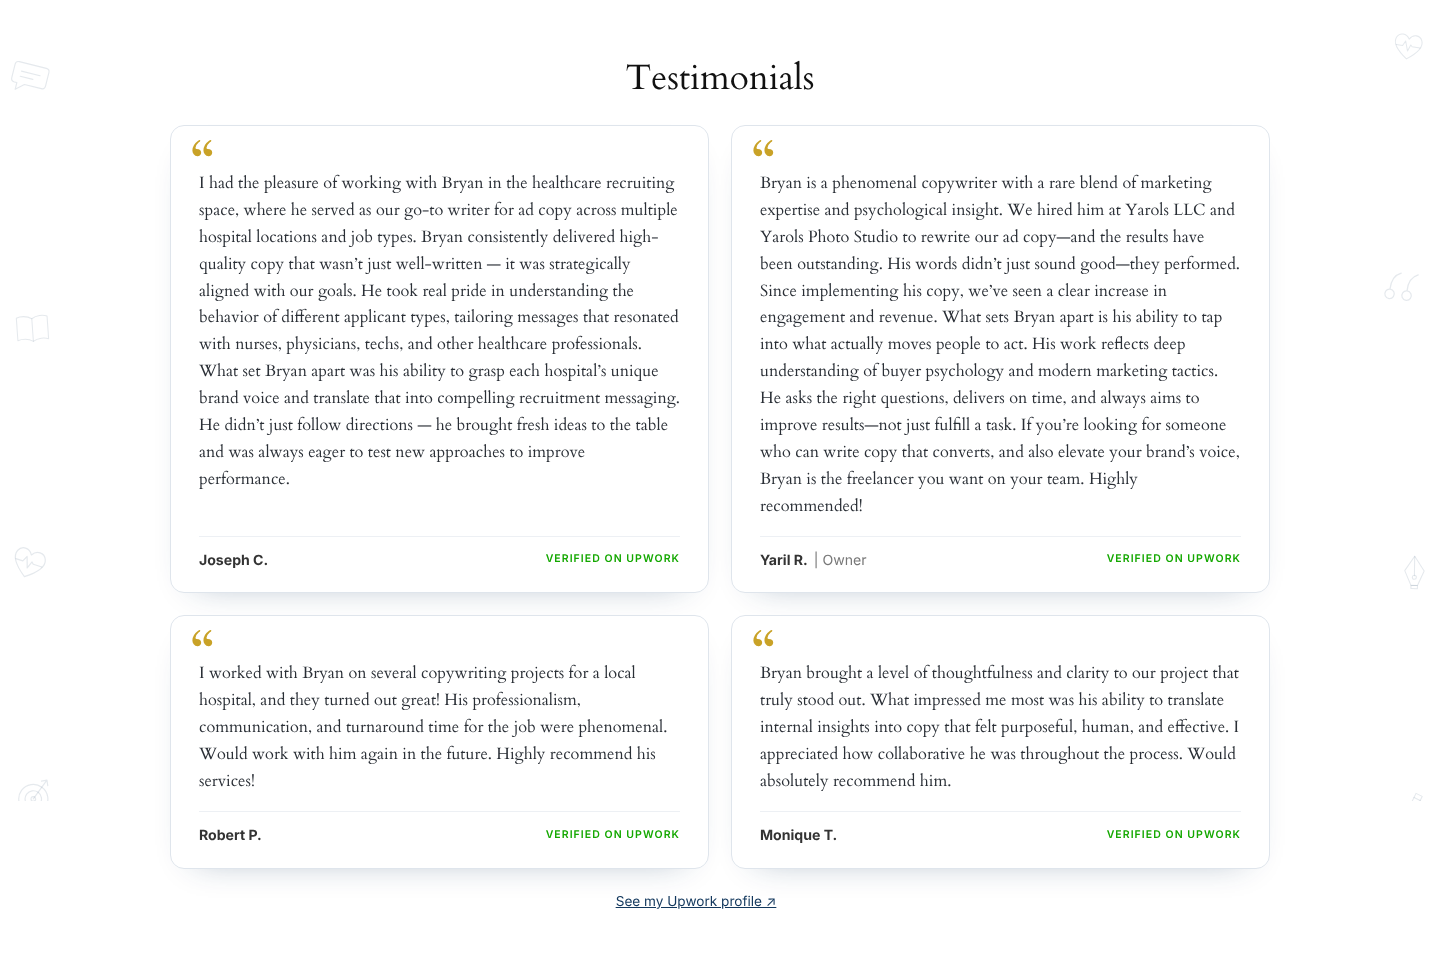 Testimonials
“
I had the pleasure of working with Bryan in the healthcare recruiting
space, where he served as our go-to writer for ad copy across multiple
hospital locations and job types. Bryan consistently delivered high-
quality copy that wasn’t just well-written — it was strategically
aligned with our goals. He took real pride in understanding the
behavior of different applicant types, tailoring messages that resonated
with nurses, physicians, techs, and other healthcare professionals.
What set Bryan apart was his ability to grasp each hospital’s unique
brand voice and translate that into compelling recruitment messaging.
He didn’t just follow directions — he brought fresh ideas to the table
and was always eager to test new approaches to improve
performance.
Joseph C.
VERIFIED ON UPWORK
“
Bryan is a phenomenal copywriter with a rare blend of marketing
expertise and psychological insight. We hired him at Yarols LLC and
Yarols Photo Studio to rewrite our ad copy—and the results have
been outstanding. His words didn’t just sound good—they performed.
Since implementing his copy, we’ve seen a clear increase in
engagement and revenue. What sets Bryan apart is his ability to tap
into what actually moves people to act. His work reflects deep
understanding of buyer psychology and modern marketing tactics.
He asks the right questions, delivers on time, and always aims to
improve results—not just fulfill a task. If you’re looking for someone
who can write copy that converts, and also elevate your brand’s voice,
Bryan is the freelancer you want on your team. Highly
recommended!
Yaril R. | Owner
VERIFIED ON UPWORK
“
I worked with Bryan on several copywriting projects for a local
hospital, and they turned out great! His professionalism,
communication, and turnaround time for the job were phenomenal.
Would work with him again in the future. Highly recommend his
services!
Robert P.
VERIFIED ON UPWORK
“
Bryan brought a level of thoughtfulness and clarity to our project that
truly stood out. What impressed me most was his ability to translate
internal insights into copy that felt purposeful, human, and effective. I
appreciated how collaborative he was throughout the process. Would
absolutely recommend him.
Monique T.
VERIFIED ON UPWORK
See my Upwork profile ↗